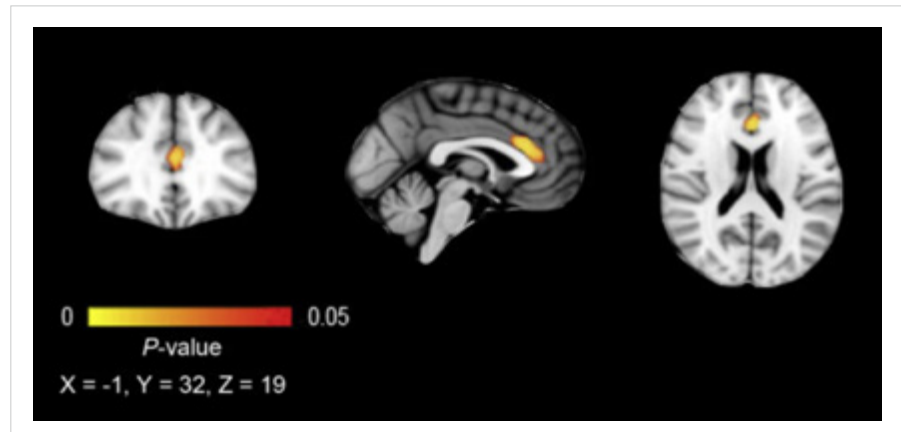 0 0.05
P-value
X = -1, Y = 32, Z = 19